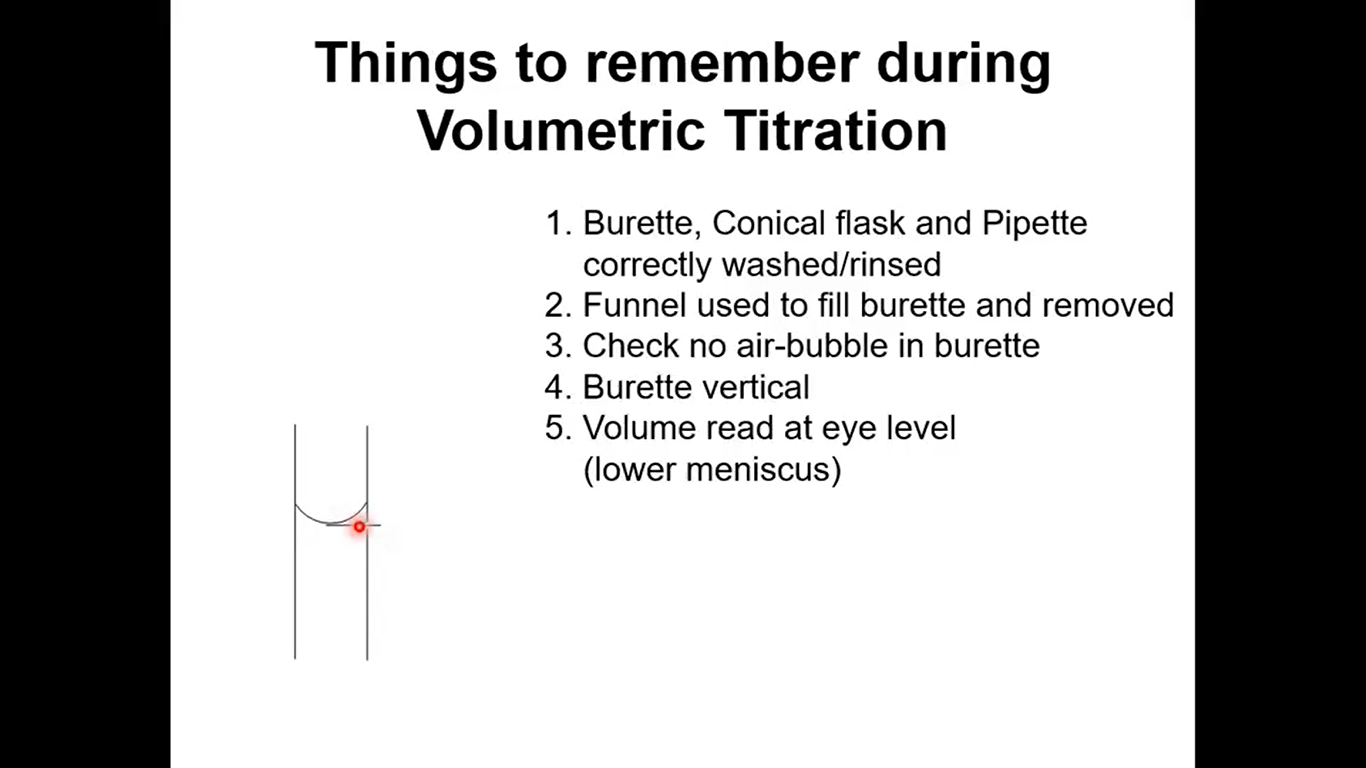 Things to remember during
Volumetric Titration
1. Burette, Conical flask and Pipette
correctly washed/rinsed
2. Funnel used to fill burette and removed
3. Check no air-bubble in burette
4. Burette vertical
5. Volume read at eye level
(lower meniscus)